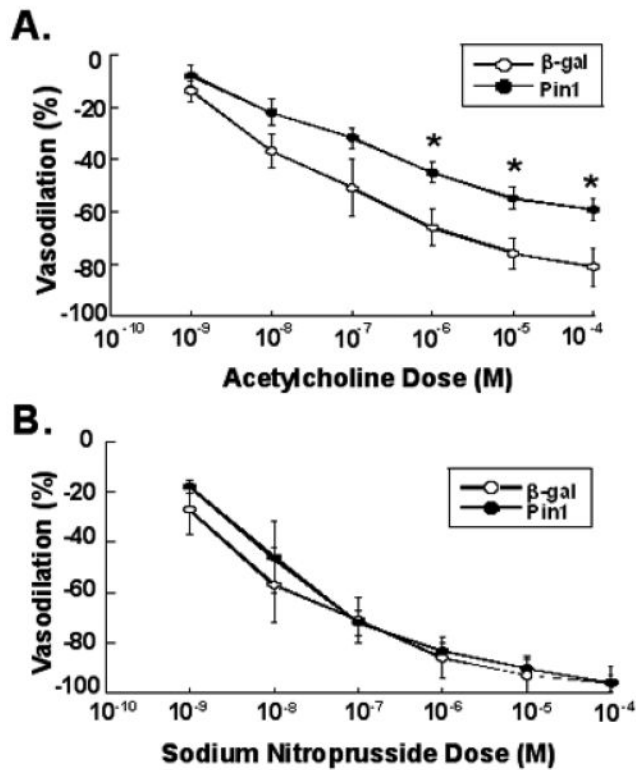 A.
0
-20
-40
-60
-80
-100
Vasodilation (%)
β-gal
Pin1
*
*
*
10⁻¹⁰ 10⁻⁹ 10⁻⁸ 10⁻⁷ 10⁻⁶ 10⁻⁵ 10⁻⁴
Acetylcholine Dose (M)
B.
0
-20
-40
-60
-80
-100
Vasodilation (%)
β-gal
Pin1
10⁻¹⁰ 10⁻⁹ 10⁻⁸ 10⁻⁷ 10⁻⁶ 10⁻⁵ 10⁻⁴
Sodium Nitroprusside Dose (M)